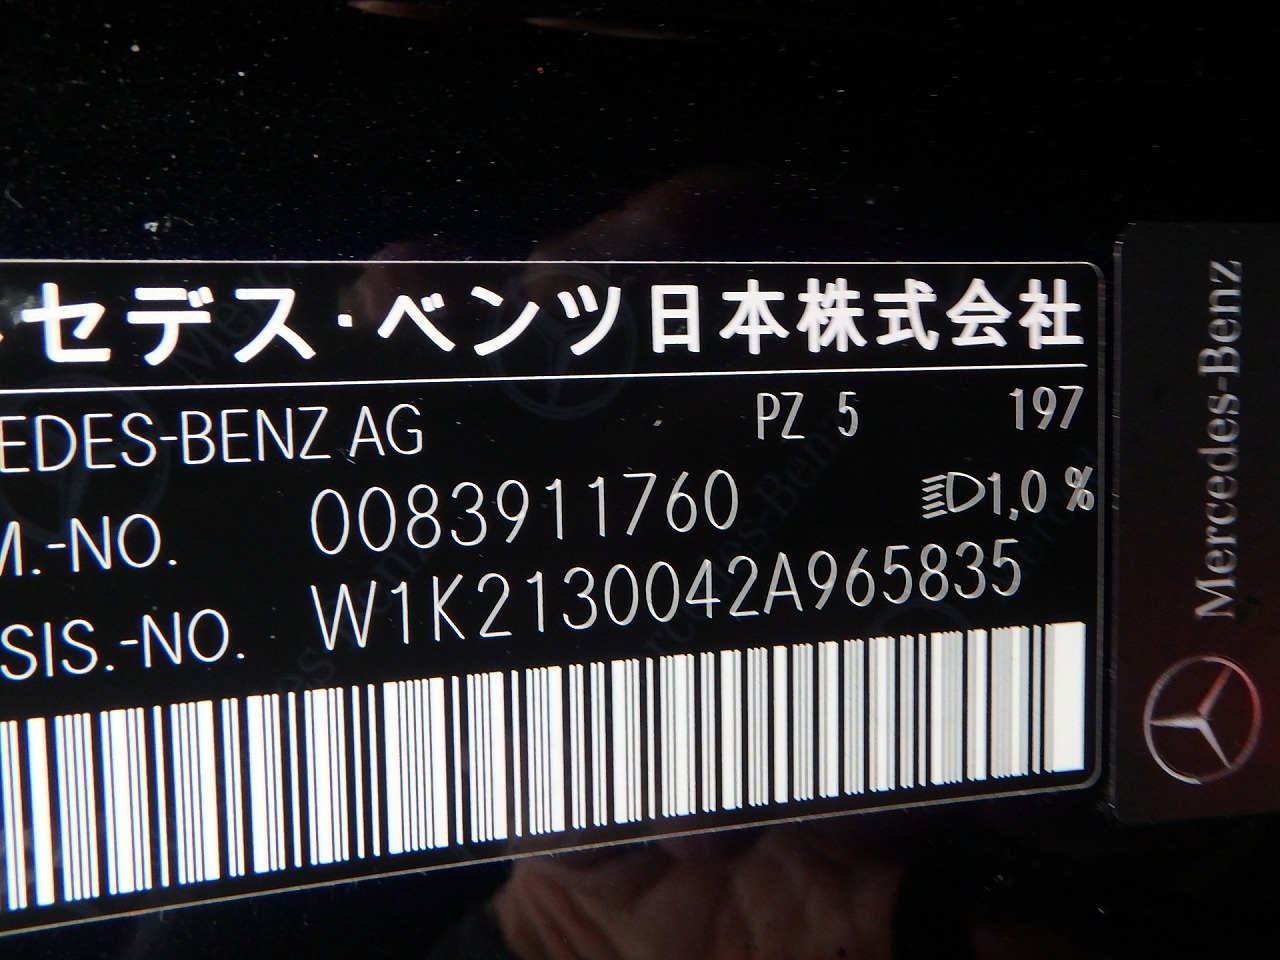 セデス・ベンツ日本株式会社
EDES-BENZ AG PZ 5 197
M.-NO. 0083911760 1,0 %
SIS.-NO. W1K2130042A965835
Mercedes-Benz